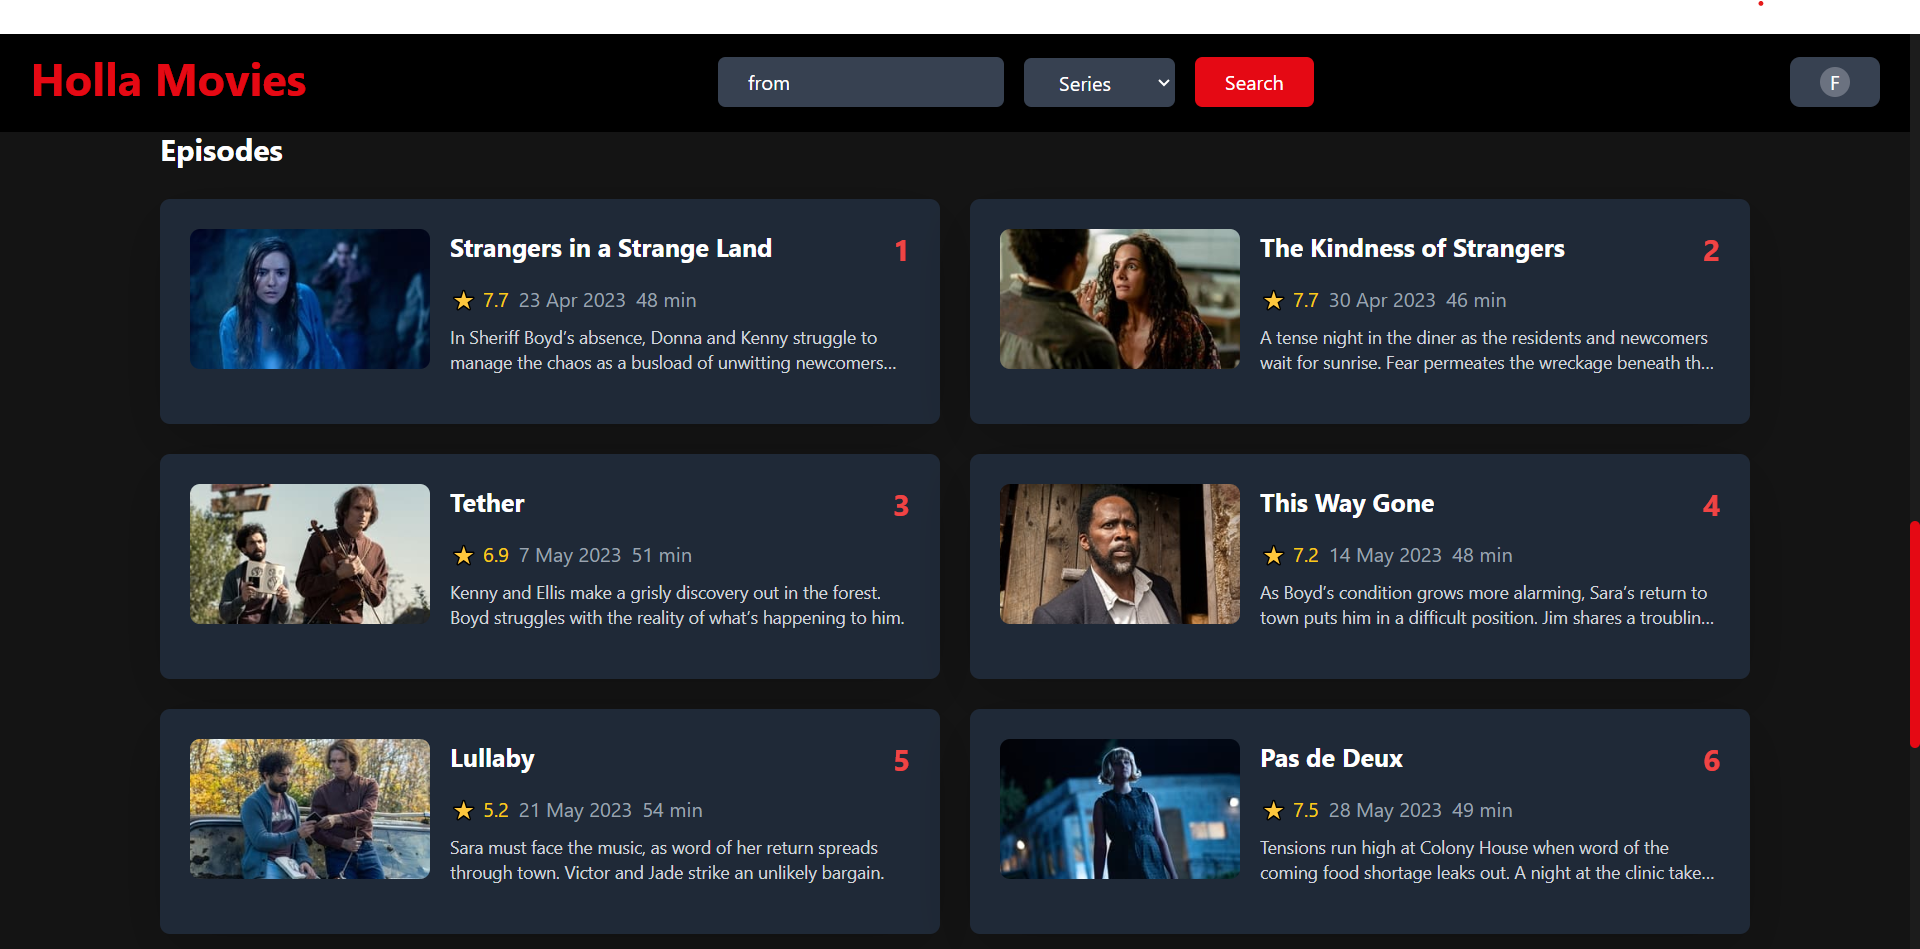 Holla Movies
from
Series
Search
F
Episodes
Strangers in a Strange Land
1
7.7 23 Apr 2023 48 min
In Sheriff Boyd’s absence, Donna and Kenny struggle to
manage the chaos as a busload of unwitting newcomers...
The Kindness of Strangers
2
7.7 30 Apr 2023 46 min
A tense night in the diner as the residents and newcomers
wait for sunrise. Fear permeates the wreckage beneath th...
Tether
3
6.9 7 May 2023 51 min
Kenny and Ellis make a grisly discovery out in the forest.
Boyd struggles with the reality of what’s happening to him.
This Way Gone
4
7.2 14 May 2023 48 min
As Boyd’s condition grows more alarming, Sara’s return to
town puts him in a difficult position. Jim shares a troublin...
Lullaby
5
5.2 21 May 2023 54 min
Sara must face the music, as word of her return spreads
through town. Victor and Jade strike an unlikely bargain.
Pas de Deux
6
7.5 28 May 2023 49 min
Tensions run high at Colony House when word of the
coming food shortage leaks out. A night at the clinic take...